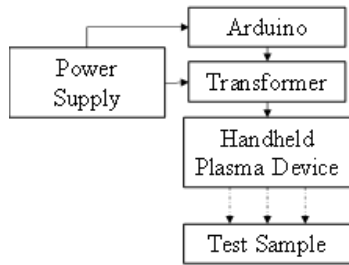 Arduino
Power
Supply
Transformer
Handheld
Plasma Device
Test Sample